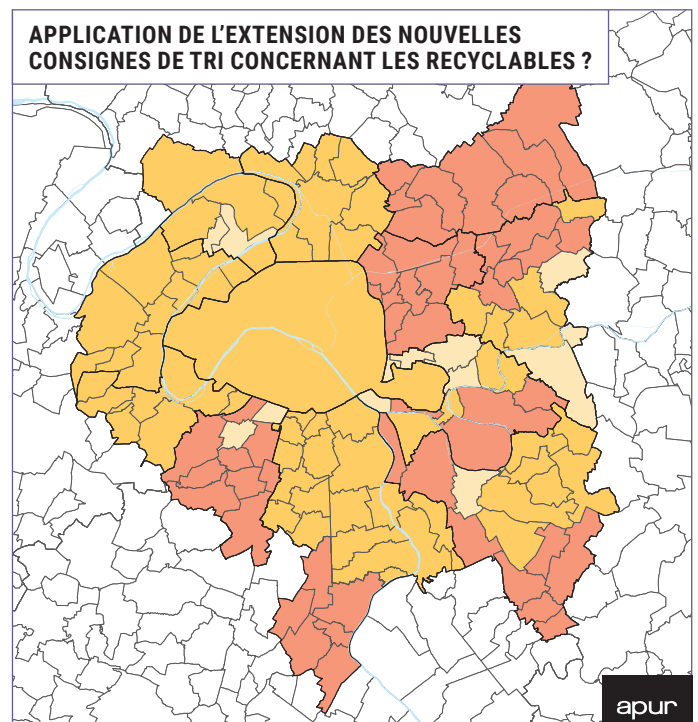 APPLICATION DE L'EXTENSION DES NOUVELLES
CONSIGNES DE TRI CONCERNANT LES RECYCLABLES ?
apur